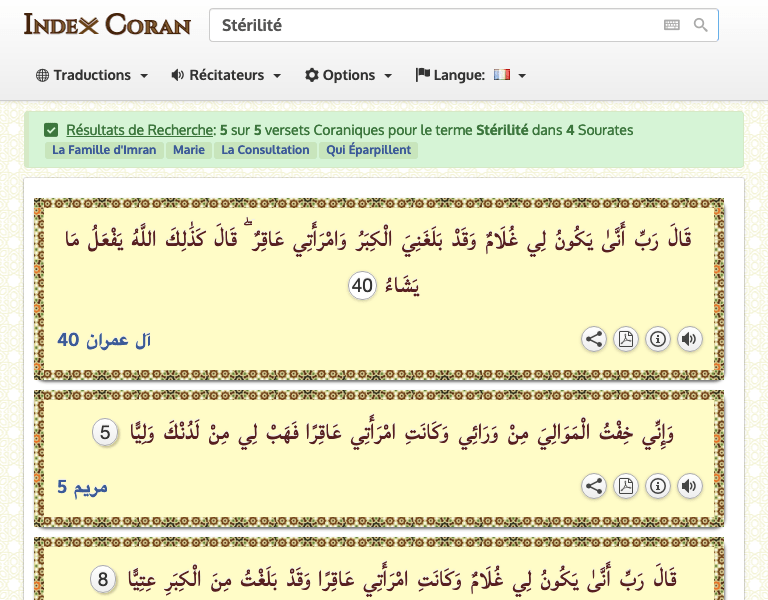 INDEX CORAN
Stérilité
Traductions Récitateurs Options Langue:
Résultats de Recherche: 5 sur 5 versets Coraniques pour le terme Stérilité dans 4 Sourates
La Famille d'Imran Marie La Consultation Qui Éparpillent
قَالَ رَبِّ أَنَّىٰ يَكُونُ لِي غُلَامٌ وَقَدْ بَلَغَنِيَ الْكِبَرُ وَامْرَأَتِي عَاقِرٌ ۖ قَالَ كَذَٰلِكَ اللَّهُ يَفْعَلُ مَا
يَشَاءُ 40
آل عمران 40
وَإِنِّي خِفْتُ الْمَوَالِيَ مِنْ وَرَائِي وَكَانَتِ امْرَأَتِي عَاقِرًا فَهَبْ لِي مِنْ لَدُنْكَ وَلِيًّا 5
مريم 5
قَالَ رَبِّ أَنَّىٰ يَكُونُ لِي غُلَامٌ وَكَانَتِ امْرَأَتِي عَاقِرًا وَقَدْ بَلَغْتُ مِنَ الْكِبَرِ عِتِيًّا 8